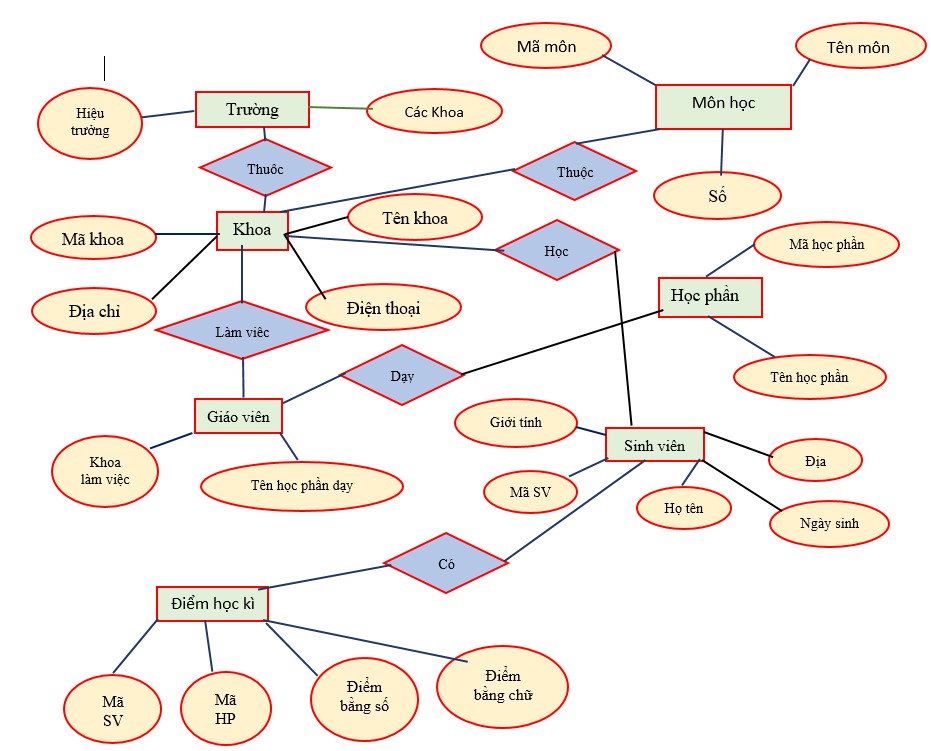 Mã môn
Tên môn
Môn học
Trường
Các Khoa
Hiệu
trưởng
Thuôc
Thuộc
Số
Tên khoa
Mã khoa
Khoa
Học
Mã học phần
Địa chỉ
Điện thoại
Học phần
Làm viêc
Dạy
Tên học phần
Giáo viên
Giới tính
Sinh viên
Địa
Khoa
làm việc
Tên học phần dạy
Mã SV
Họ tên
Ngày sinh
Cô
Điểm học kì
Mã
SV
Mã
HP
Điểm
bằng số
Điểm
bằng chữ